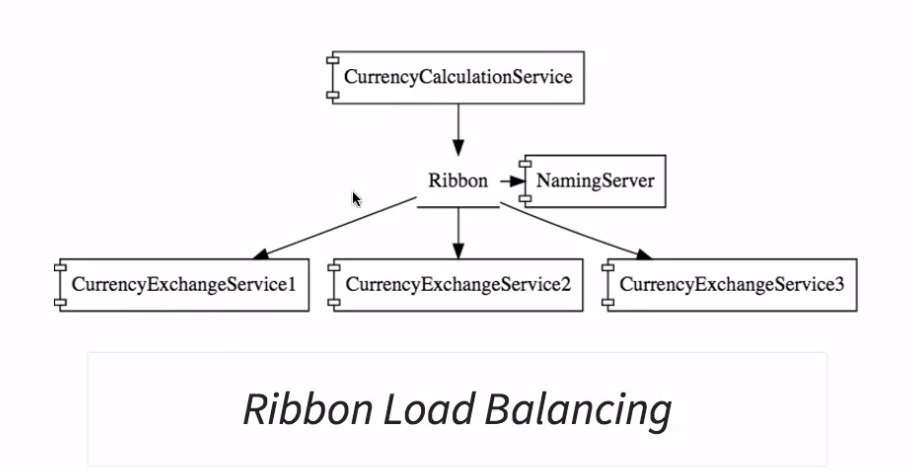 CurrencyCalculationService
Ribbon NamingServer
CurrencyExchangeService1 CurrencyExchangeService2 CurrencyExchangeService3
Ribbon Load Balancing